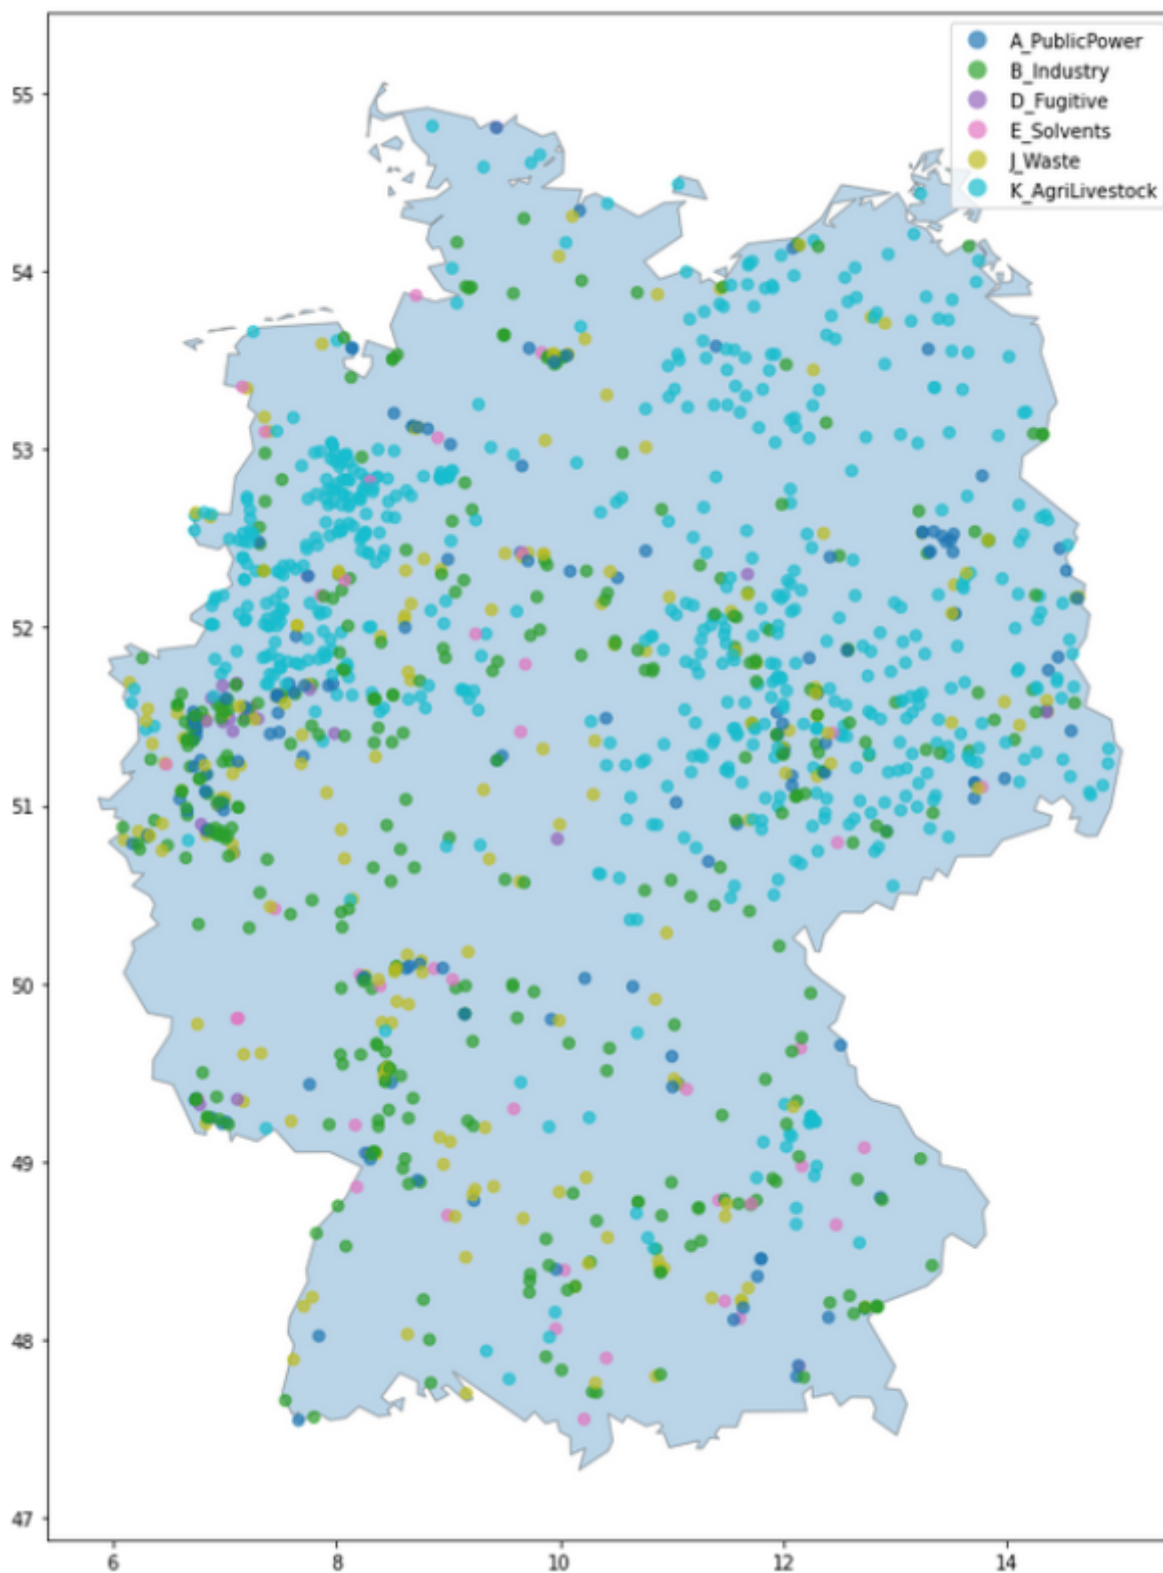 A_PublicPower
B_Industry
D_Fugitive
E_Solvents
J_Waste
K_AgriLivestock
55
54
53
52
51
50
49
48
47
6 8 10 12 14